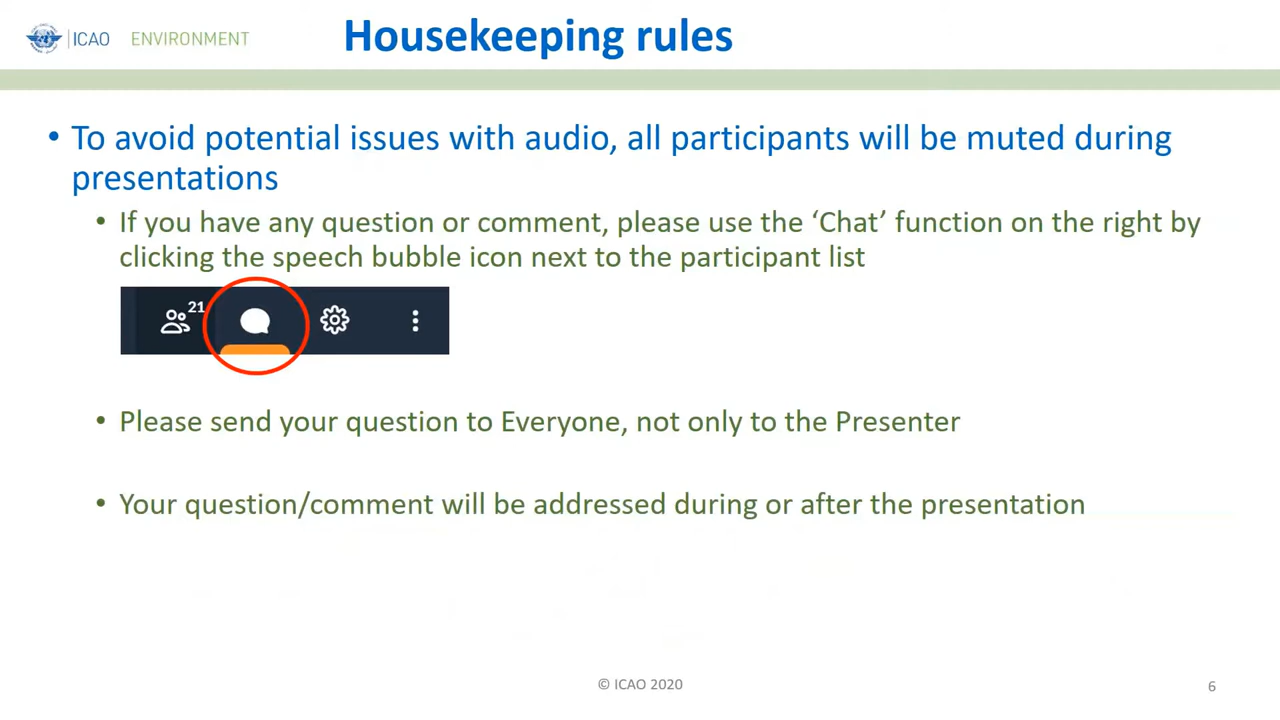 ICAO ENVIRONMENT
Housekeeping rules
• To avoid potential issues with audio, all participants will be muted during
presentations
• If you have any question or comment, please use the ‘Chat’ function on the right by
clicking the speech bubble icon next to the participant list
21
• Please send your question to Everyone, not only to the Presenter
• Your question/comment will be addressed during or after the presentation
© ICAO 2020
6